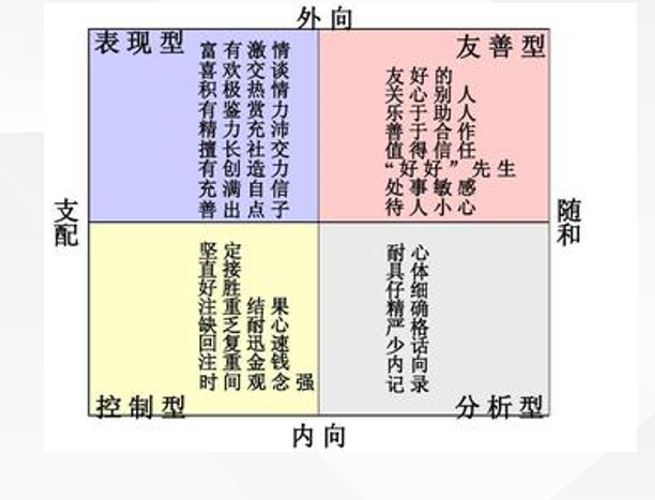 外向
表现型
富有激情
喜欢交谈
积极热情
有鉴赏力
精力充沛
擅长社交
有创造力
充满自信
善出点子
友善型
友好的
关心别人
乐于助人
善于合作
值得信任
“好好”先生
处事敏感
待人小心
支配
随和
坚定
直接
好胜
注重结果
缺乏耐心
回复迅速
注重金钱
时间观念强
控制型
耐心
具体
仔细
精确
严格
少话
内向
记录
分析型
内向